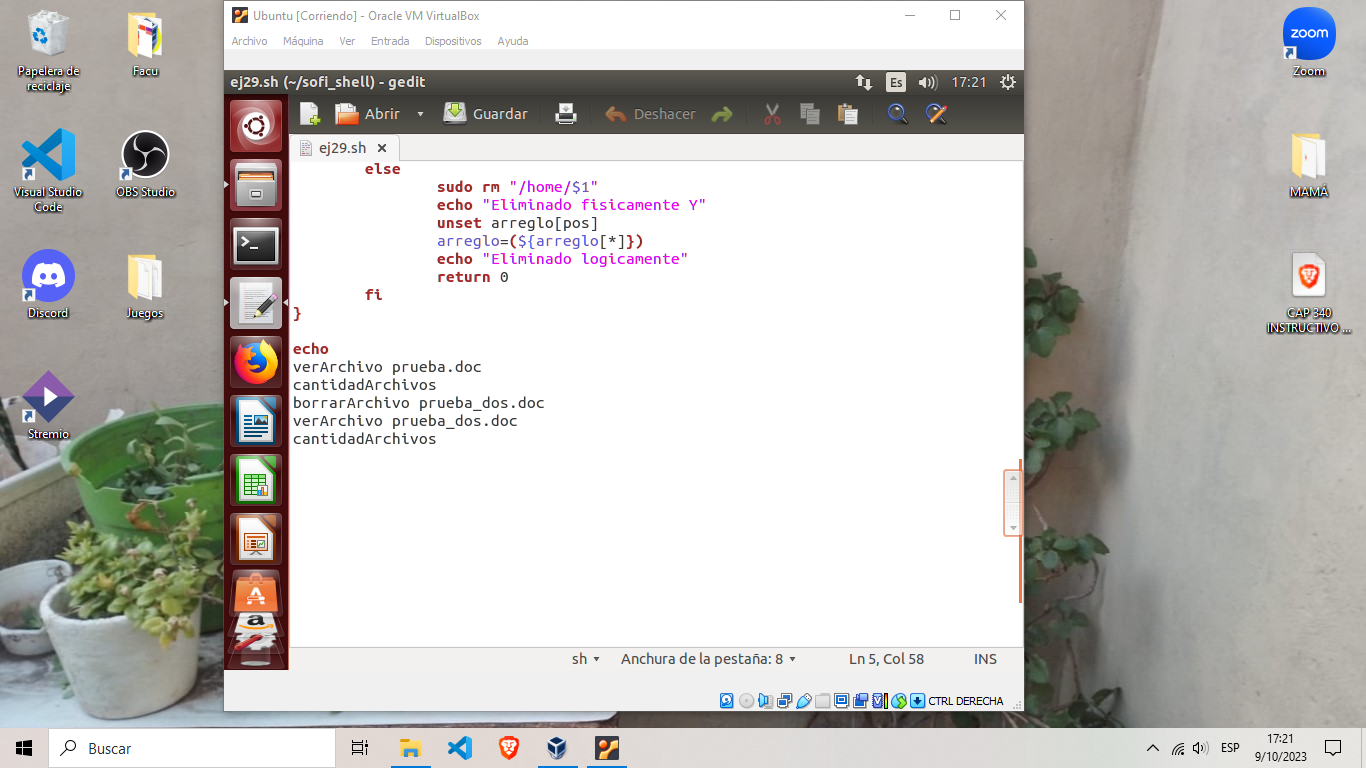 Ubuntu [Corriendo] - Oracle VM VirtualBox
Archivo Máquina Ver Entrada Dispositivos Ayuda
ej29.sh (~/sofi_shell) - gedit
Es
17:21
Abrir
Guardar
Deshacer
ej29.sh
else
sudo rm "/home/$1"
echo "Eliminado fisicamente Y"
unset arreglo[pos]
arreglo=(${arreglo[*]})
echo "Eliminado logicamente"
return 0
fi
}
echo
verArchivo prueba.doc
cantidadArchivos
borrarArchivo prueba_dos.doc
verArchivo prueba_dos.doc
cantidadArchivos
sh
Anchura de la pestaña: 8
Ln 5, Col 58
INS
CTRL DERECHA
Papelera de
reciclaje
Facu
Visual Studio
Code
OBS Studio
Discord
Juegos
Stremio
zoom
Zoom
MAMÁ
CAP 340
INSTRUCTIVO ...
Buscar
ESP
17:21
9/10/2023